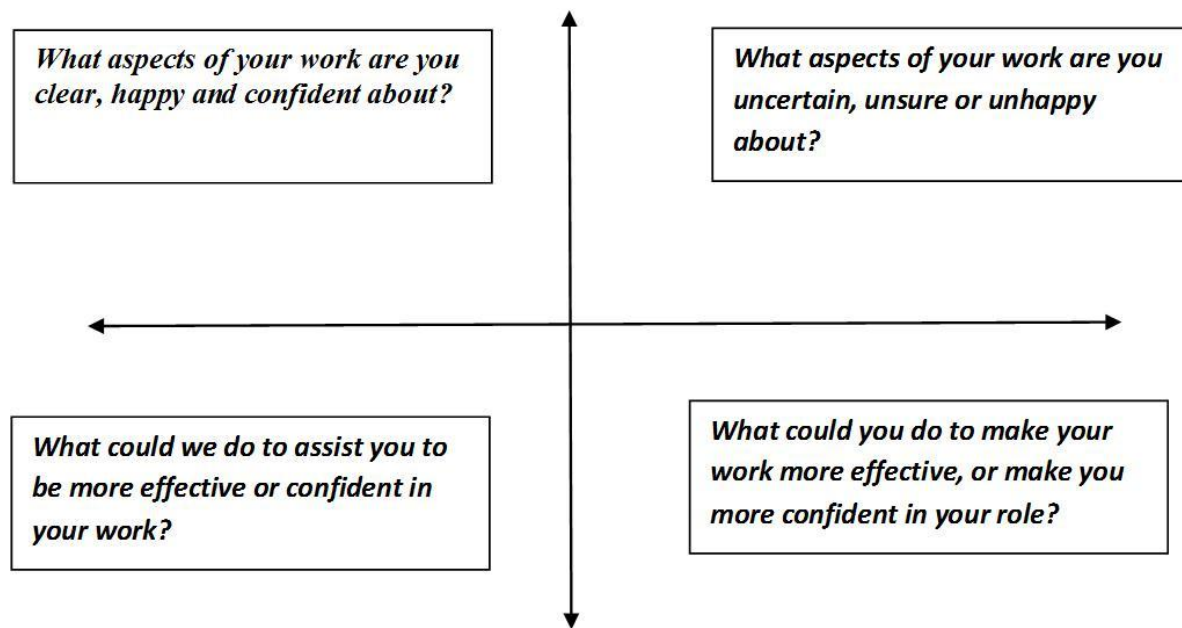 What aspects of your work are you
clear, happy and confident about?
What aspects of your work are you
uncertain, unsure or unhappy
about?
What could we do to assist you to
be more effective or confident in
your work?
What could you do to make your
work more effective, or make you
more confident in your role?